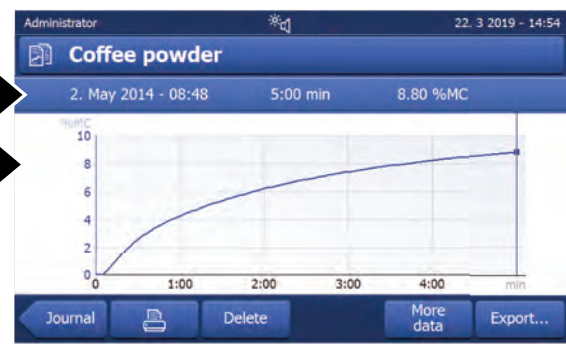 Administrator 22. 3 2019 - 14:54
Coffee powder
2. May 2014 - 08:48 5:00 min 8.80 %MC
%MC
10
8
6
4
2
0
0 1:00 2:00 3:00 4:00 min
Journal Delete More data Export...